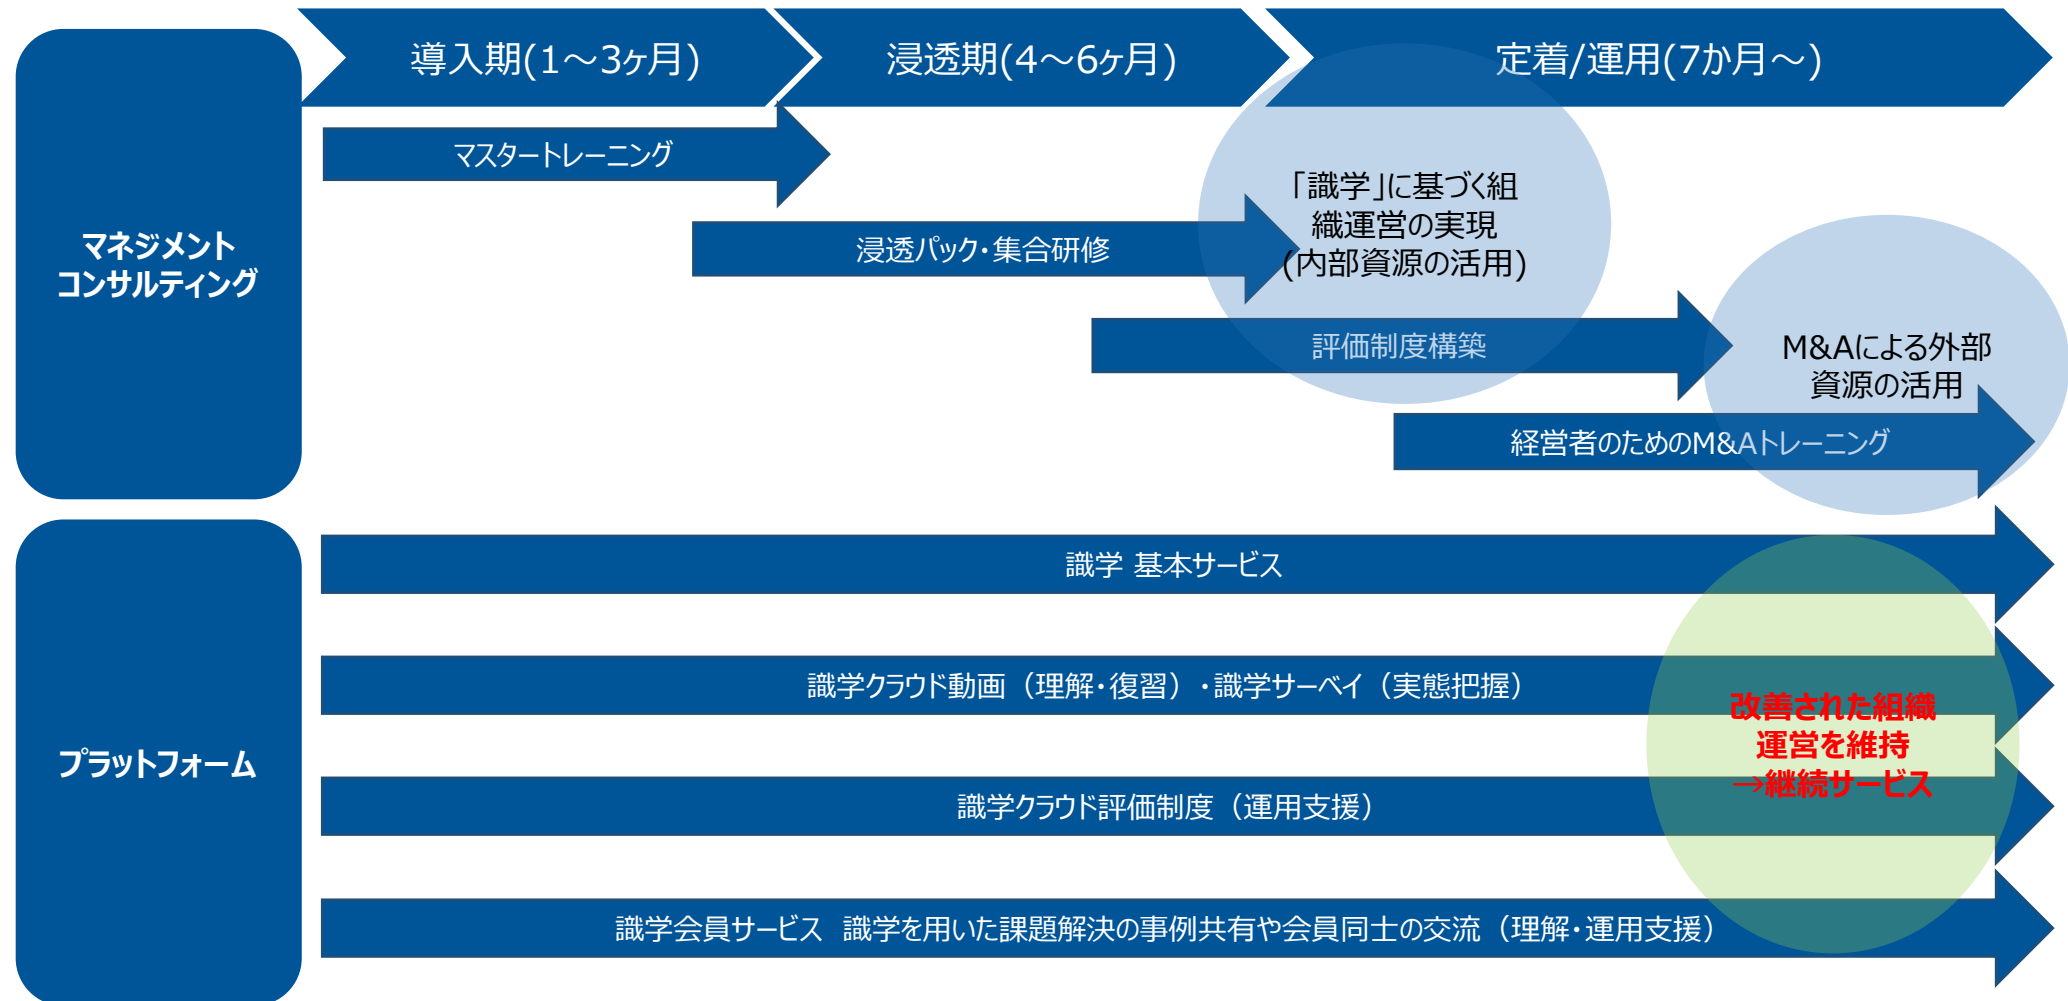 導入期(1～3ヶ月)
浸透期(4～6ヶ月)
定着/運用(7か月～)
マネジメント
コンサルティング
マスタートレーニング
浸透パック・集合研修
「識学」に基づく組
織運営の実現
(内部資源の活用)
評価制度構築
M&Aによる外部
資源の活用
経営者のためのM&Aトレーニング
プラットフォーム
識学 基本サービス
識学クラウド動画（理解・復習）・識学サーベイ（実態把握）
改善された組織
運営を維持
→継続サービス
識学クラウド評価制度（運用支援）
識学会員サービス　識学を用いた課題解決の事例共有や会員同士の交流（理解・運用支援）